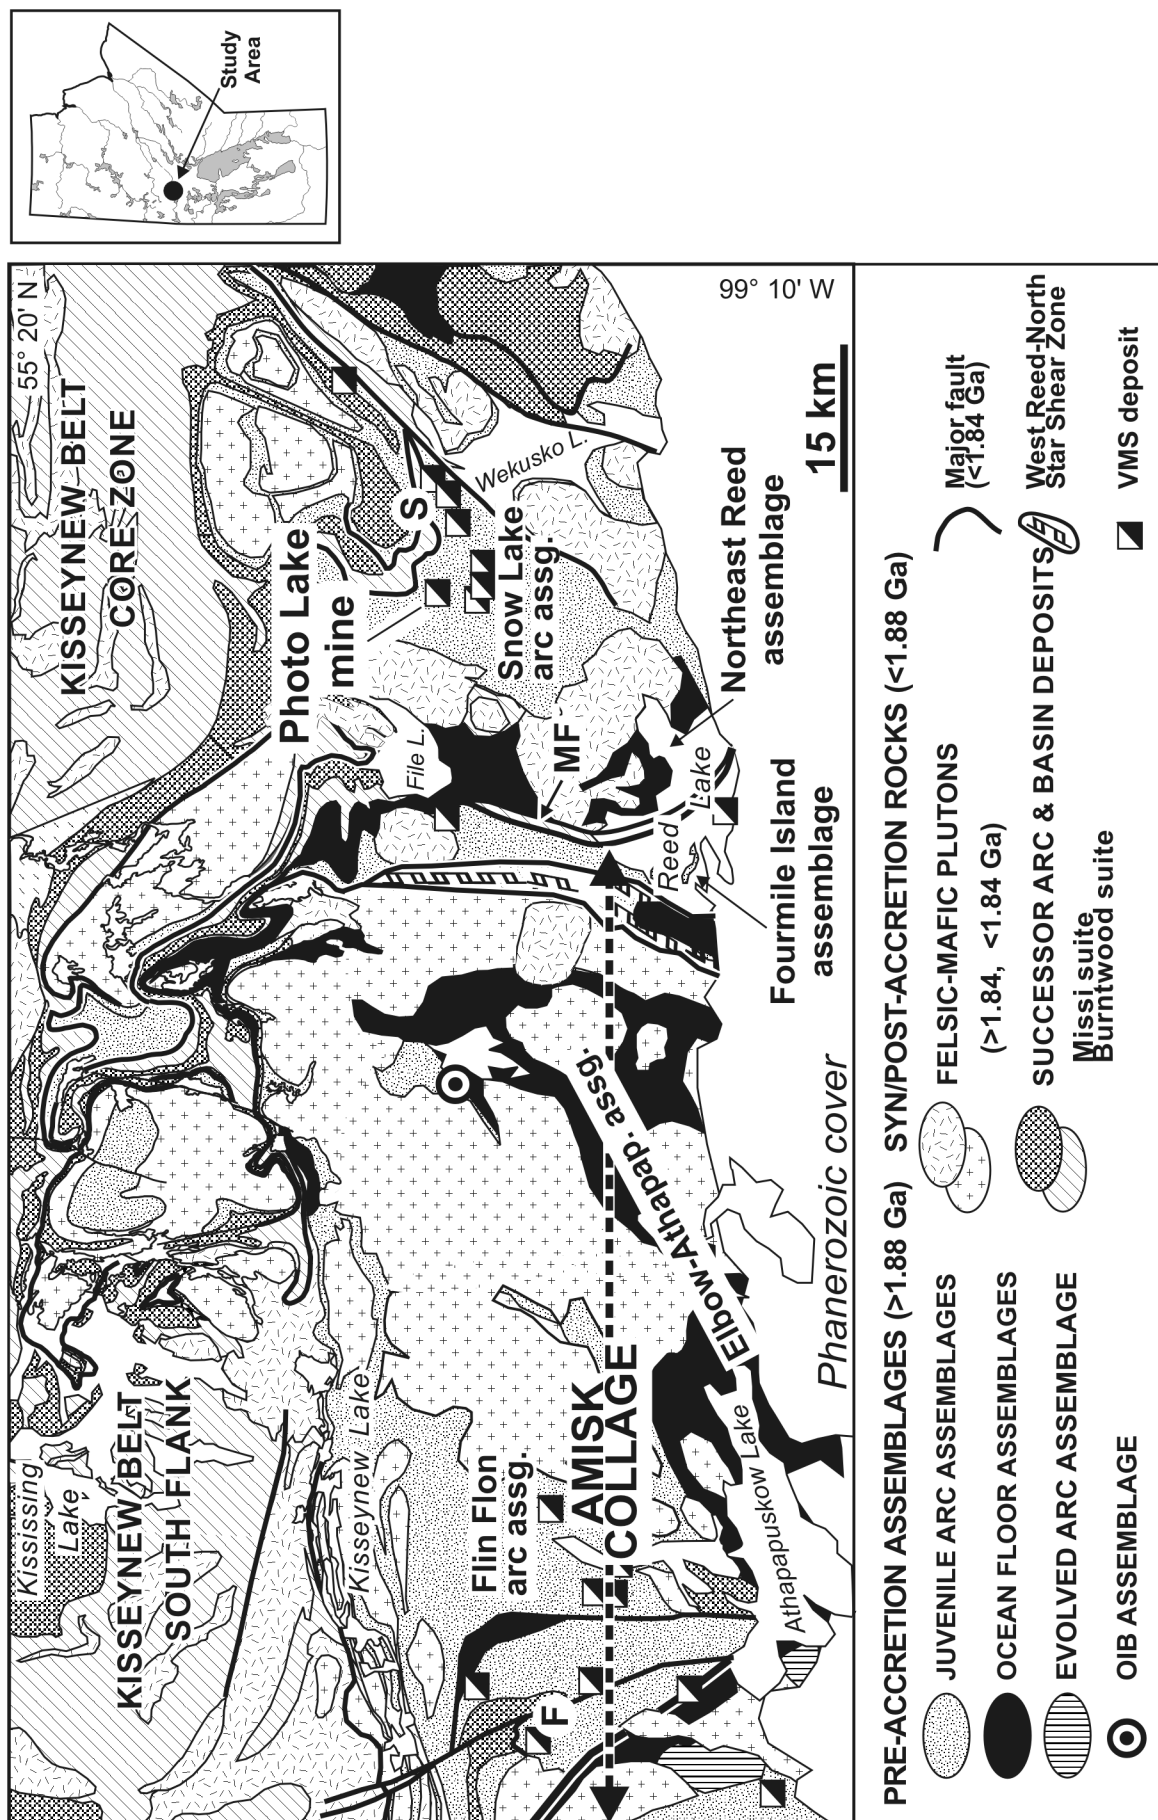 Study
Area
55° 20' N
99° 10' W
KISSEYNEW BELT
CORE ZONE
KISSEYNEW BELT
SOUTH FLANK
Kississing
Lake
Kisseynew Lake
Photo Lake
mine
S
Snow Lake
arc assg.
Wekusko L.
File L.
MF
Reed
Lake
Northeast Reed
assemblage
Fourmile Island
assemblage
Flin Flon
arc assg.
AMISK
COLLAGE
F
Elbow-Athapap. assg.
Athapapuskow Lake
Phanerozoic cover
15 km
PRE-ACCRETION ASSEMBLAGES (>1.88 Ga)
JUVENILE ARC ASSEMBLAGES
OCEAN FLOOR ASSEMBLAGES
EVOLVED ARC ASSEMBLAGE
OIB ASSEMBLAGE
SYN/POST-ACCRETION ROCKS (<1.88 Ga)
FELSIC-MAFIC PLUTONS
(>1.84, <1.84 Ga)
SUCCESSOR ARC & BASIN DEPOSITS
Missi suite
Burntwood suite
Major fault
(<1.84 Ga)
West Reed-North
Star Shear Zone
VMS deposit